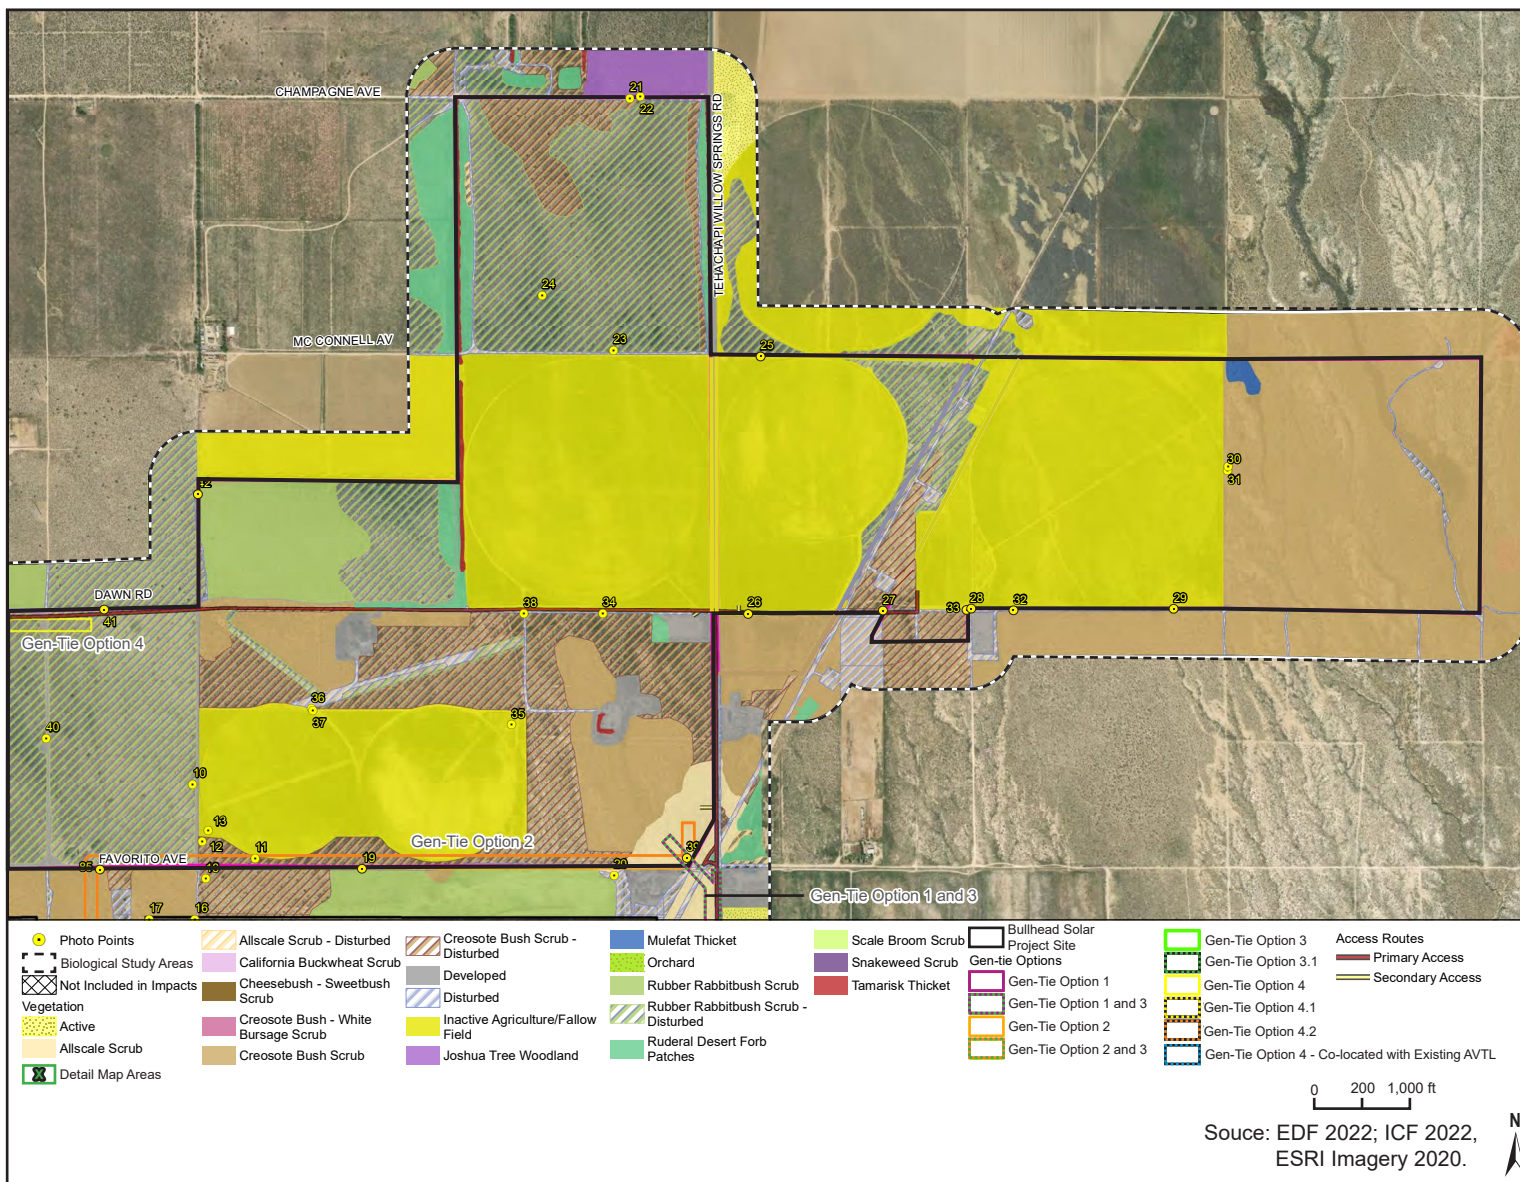 CHAMPAGNE AVE
21
22
TEHACHAPI WILLOW SPRINGS RD
24
MC CONNELL AV
23
25
30
31
42
DAWN RD
41
38
34
26
27
33
28
32
29
Gen-Tie Option 4
36
37
35
40
10
13
12
11
Gen-Tie Option 2
39
FAVORITO AVE
19
20
17
16
Gen-Tie Option 1 and 3
Photo Points
Biological Study Areas
Not Included in Impacts
Vegetation
Active
Allscale Scrub
Detail Map Areas
Allscale Scrub - Disturbed
California Buckwheat Scrub
Cheesebush - Sweetbush
Scrub
Creosote Bush - White
Bursage Scrub
Creosote Bush Scrub
Creosote Bush Scrub -
Disturbed
Developed
Disturbed
Inactive Agriculture/Fallow
Field
Joshua Tree Woodland
Mulefat Thicket
Orchard
Rubber Rabbitbush Scrub
Rubber Rabbitbush Scrub -
Disturbed
Ruderal Desert Forb
Patches
Scale Broom Scrub
Snakeweed Scrub
Tamarisk Thicket
Bullhead Solar
Project Site
Gen-tie Options
Gen-Tie Option 1
Gen-Tie Option 1 and 3
Gen-Tie Option 2
Gen-Tie Option 2 and 3
Gen-Tie Option 3
Gen-Tie Option 3.1
Gen-Tie Option 4
Gen-Tie Option 4.1
Gen-Tie Option 4.2
Gen-Tie Option 4 - Co-located with Existing AVTL
Access Routes
Primary Access
Secondary Access
0 200 1,000 ft
Souce: EDF 2022; ICF 2022,
ESRI Imagery 2020.
N